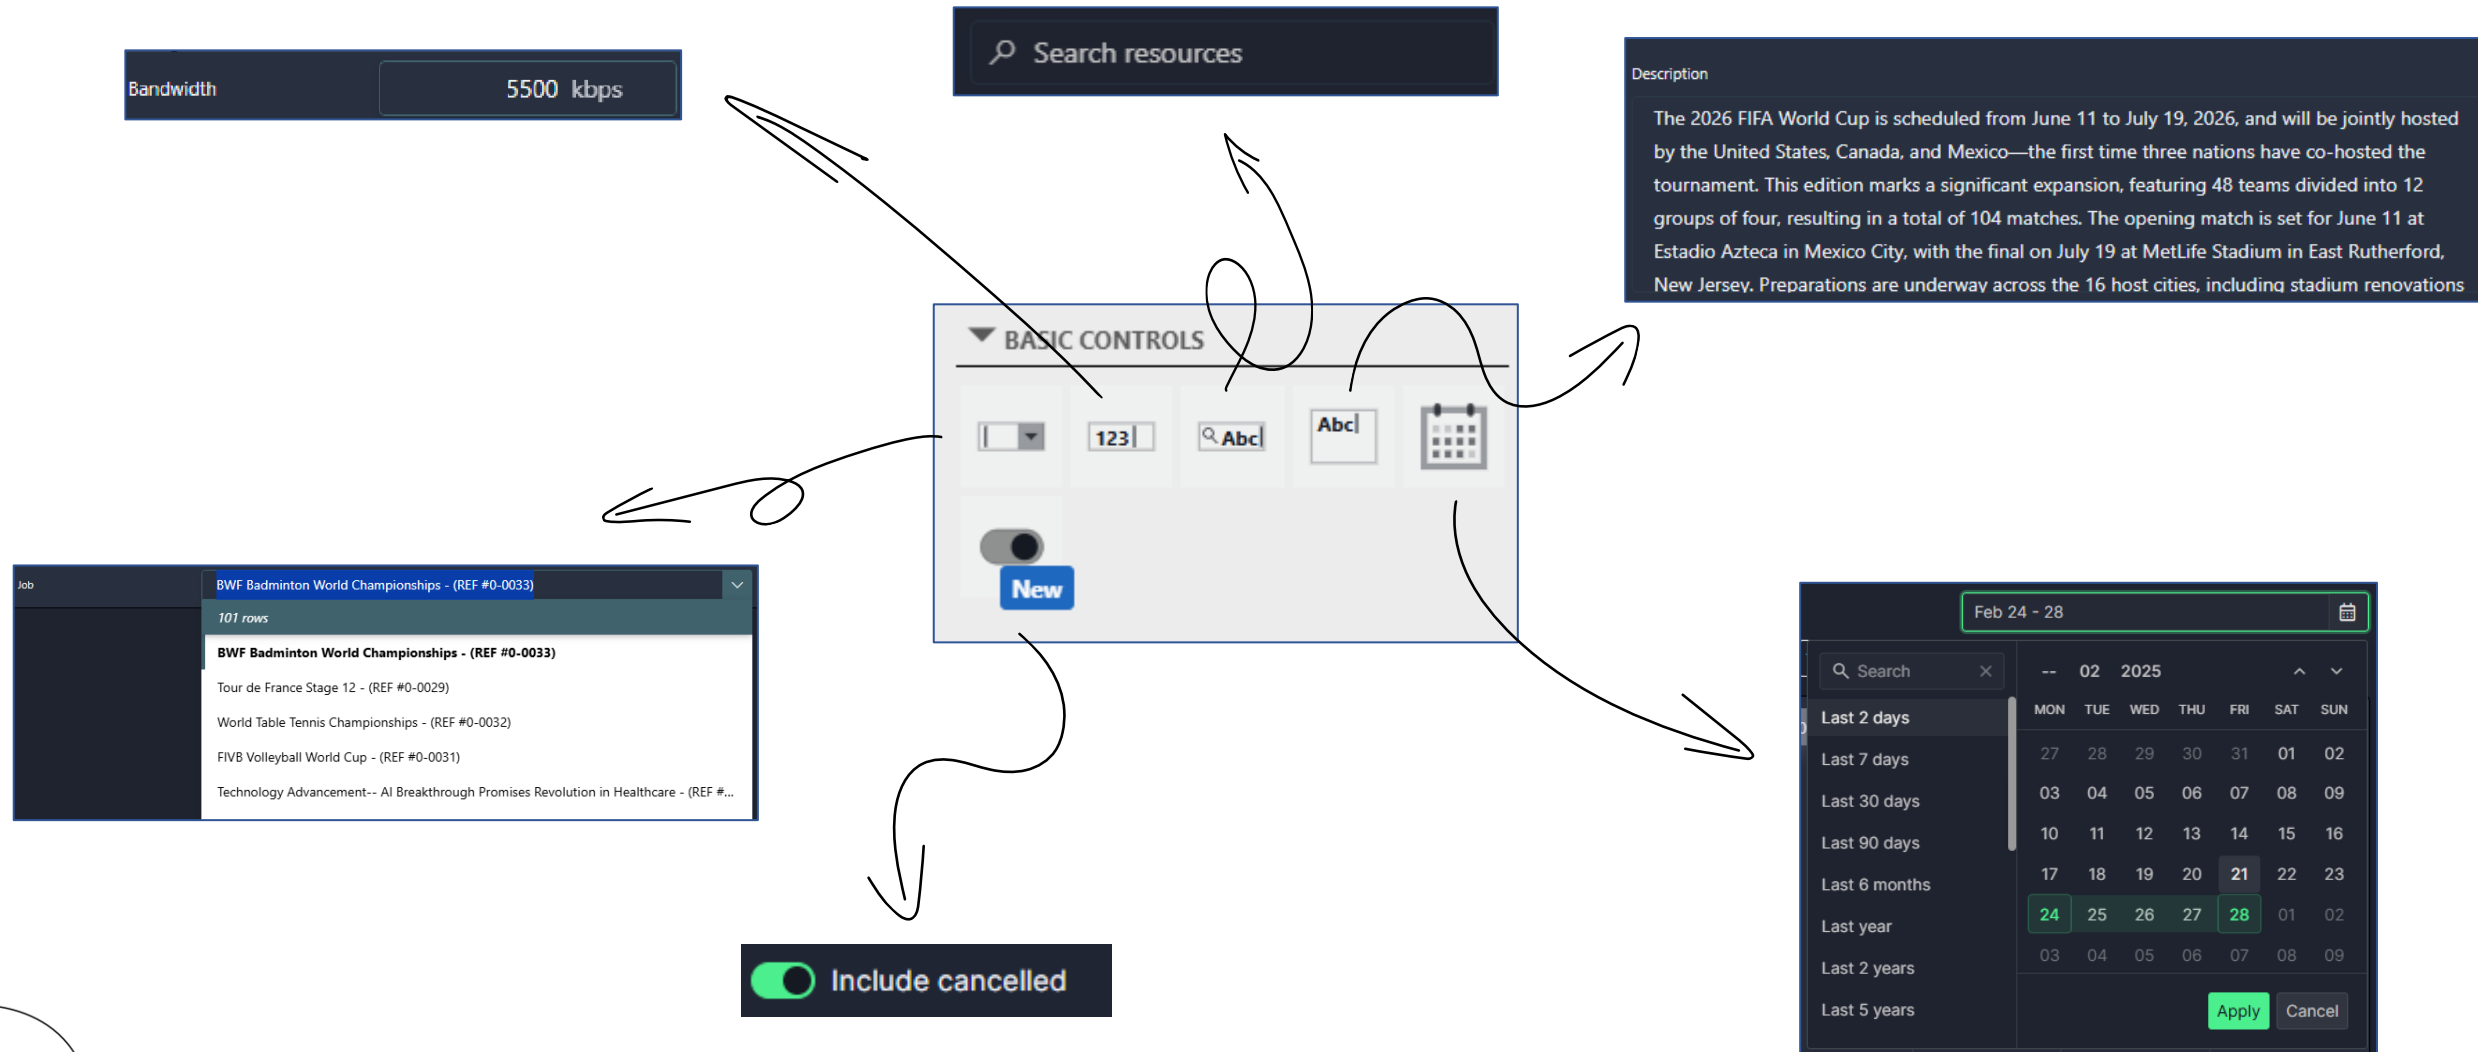 Bandwidth
5500 kbps
Search resources
Description
The 2026 FIFA World Cup is scheduled from June 11 to July 19, 2026, and will be jointly hosted
by the United States, Canada, and Mexico—the first time three nations have co-hosted the
tournament. This edition marks a significant expansion, featuring 48 teams divided into 12
groups of four, resulting in a total of 104 matches. The opening match is set for June 11 at
Estadio Azteca in Mexico City, with the final on July 19 at MetLife Stadium in East Rutherford,
New Jersey. Preparations are underway across the 16 host cities, including stadium renovations
BASIC CONTROLS
123
Abc
Abc
New
Job
BWF Badminton World Championships - (REF #0-0033)
101 rows
BWF Badminton World Championships - (REF #0-0033)
Tour de France Stage 12 - (REF #0-0029)
World Table Tennis Championships - (REF #0-0032)
FIVB Volleyball World Cup - (REF #0-0031)
Technology Advancement-- AI Breakthrough Promises Revolution in Healthcare - (REF #...
Include cancelled
Feb 24 - 28
Search
Last 2 days
Last 7 days
Last 30 days
Last 90 days
Last 6 months
Last year
Last 2 years
Last 5 years
-- 02 2025
MON TUE WED THU FRI SAT SUN
27 28 29 30 31 01 02
03 04 05 06 07 08 09
10 11 12 13 14 15 16
17 18 19 20 21 22 23
24 25 26 27 28 01 02
03 04 05 06 07 08 09
Apply Cancel